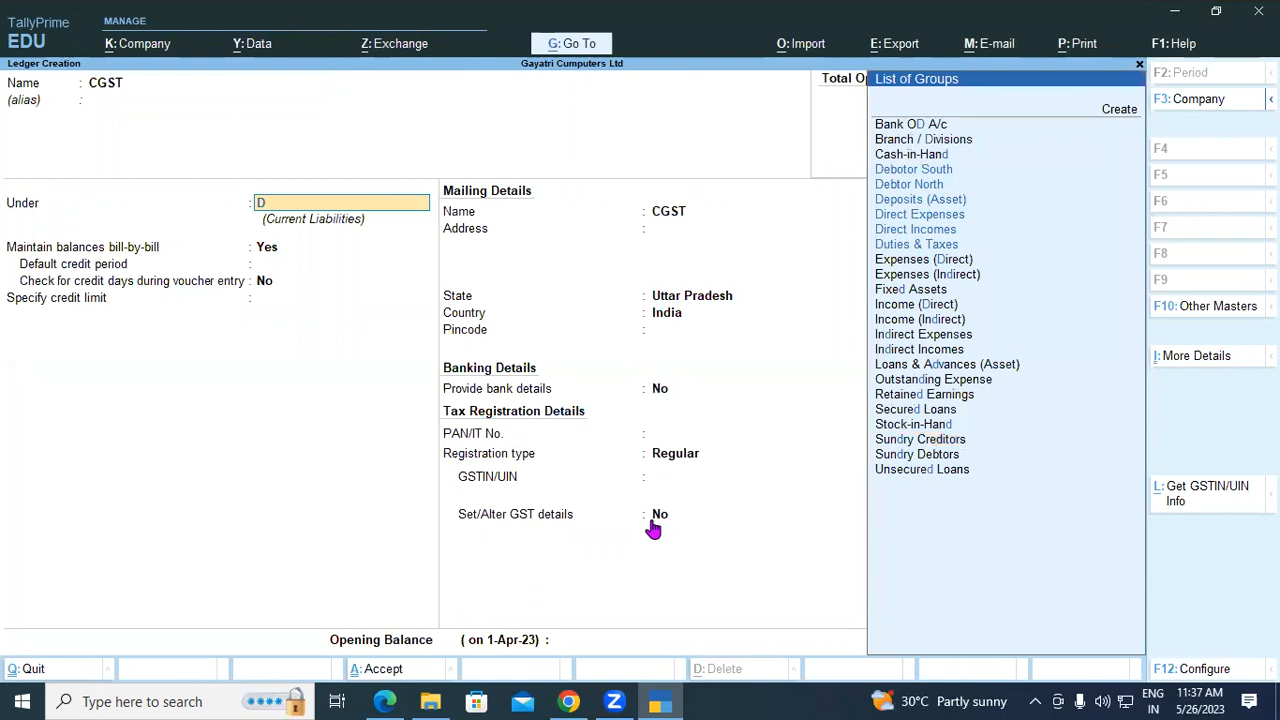 TallyPrime
EDU
MANAGE
K: Company
Y: Data
Z: Exchange
G: Go To
O: Import
E: Export
M: E-mail
P: Print
F1: Help
Ledger Creation
Gayatri Cumputers Ltd
Name : CGST
(alias) :
Total Op
Under : D
(Current Liabilities)
Maintain balances bill-by-bill : Yes
Default credit period :
Check for credit days during voucher entry : No
Specify credit limit :
Mailing Details
Name : CGST
Address :
State : Uttar Pradesh
Country : India
Pincode :
Banking Details
Provide bank details : No
Tax Registration Details
PAN/IT No. :
Registration type : Regular
GSTIN/UIN :
Set/Alter GST details : No
Opening Balance ( on 1-Apr-23) :
List of Groups
Create
Bank OD A/c
Branch / Divisions
Cash-in-Hand
Debotor South
Debtor North
Deposits (Asset)
Direct Expenses
Direct Incomes
Duties & Taxes
Expenses (Direct)
Expenses (Indirect)
Fixed Assets
Income (Direct)
Income (Indirect)
Indirect Expenses
Indirect Incomes
Loans & Advances (Asset)
Outstanding Expense
Retained Earnings
Secured Loans
Stock-in-Hand
Sundry Creditors
Sundry Debtors
Unsecured Loans
F2: Period
F3: Company
F4
F5
F6
F7
F8
F9
F10: Other Masters
I: More Details
L: Get GSTIN/UIN
Info
F12: Configure
Q: Quit
A: Accept
D: Delete
Type here to search
30°C Partly sunny
ENG
IN
11:37 AM
5/26/2023